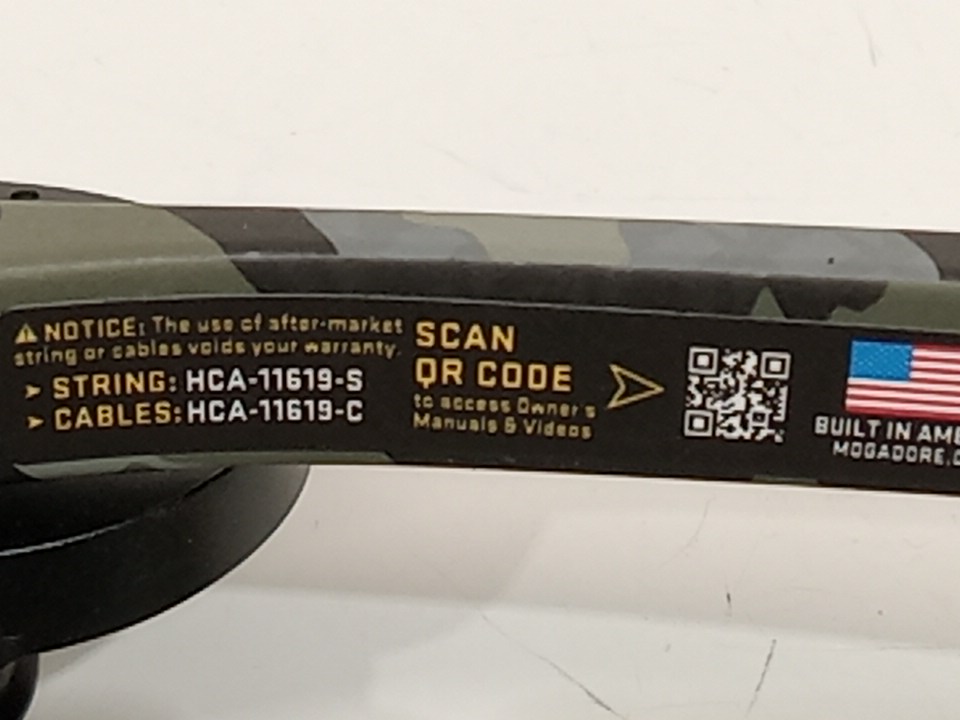 ⚠ NOTICE: The use of after-market
string or cables voids your warranty.
➤ STRING: HCA-11619-S
➤ CABLES: HCA-11619-C
SCAN
QR CODE
to access Owner's
Manuals & Videos
BUILT IN AME
MOGADORE,